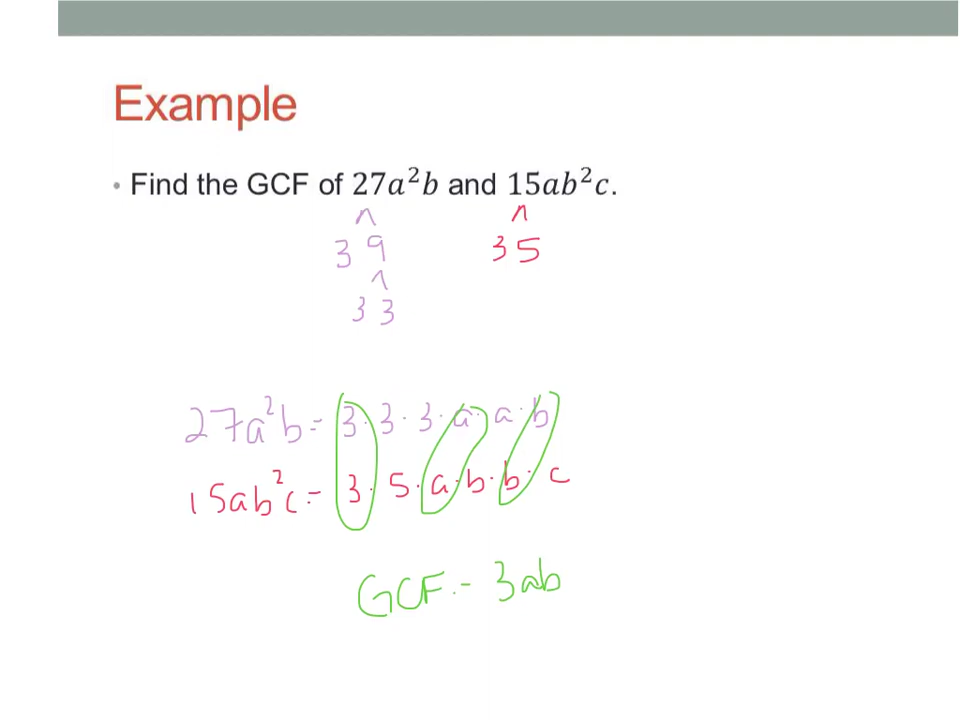 Example
• Find the GCF of 27a²b and 15ab²c.
3 9
3 5
3 3
27a²b = 3 · 3 · 3 · a · a · b
15ab²c = 3 · 5 · a · b · b · c
GCF = 3ab